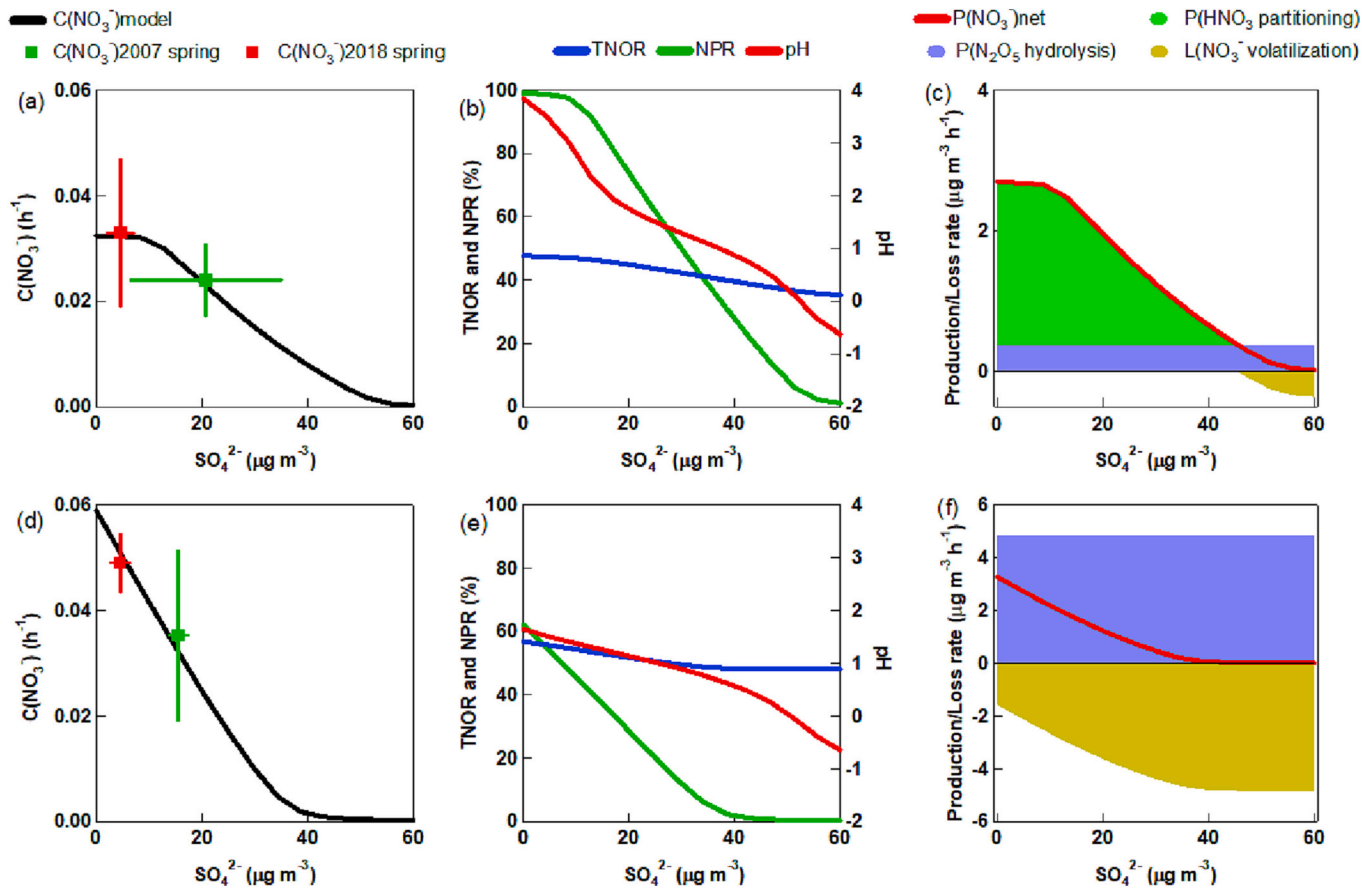 C(NO₃⁻)model
C(NO₃⁻)2007 spring C(NO₃⁻)2018 spring
TNOR NPR pH
P(NO₃⁻)net P(HNO₃ partitioning)
P(N₂O₅ hydrolysis) L(NO₃⁻ volatilization)
(a)
0.06
0.04
0.02
0.00
C(NO₃⁻) (h⁻¹)
0 20 40 60
SO₄²⁻ (μg m⁻³)
(b)
100
80
60
40
20
0
TNOR and NPR (%)
4
3
2
1
0
-1
-2
pH
0 20 40 60
SO₄²⁻ (μg m⁻³)
(c)
4
2
0
Production/Loss rate (μg m⁻³ h⁻¹)
0 20 40 60
SO₄²⁻ (μg m⁻³)
(d)
0.06
0.04
0.02
0.00
C(NO₃⁻) (h⁻¹)
0 20 40 60
SO₄²⁻ (μg m⁻³)
(e)
100
80
60
40
20
0
TNOR and NPR (%)
4
3
2
1
0
-1
-2
pH
0 20 40 60
SO₄²⁻ (μg m⁻³)
(f)
6
4
2
0
-2
-4
-6
Production/Loss rate (μg m⁻³ h⁻¹)
0 20 40 60
SO₄²⁻ (μg m⁻³)